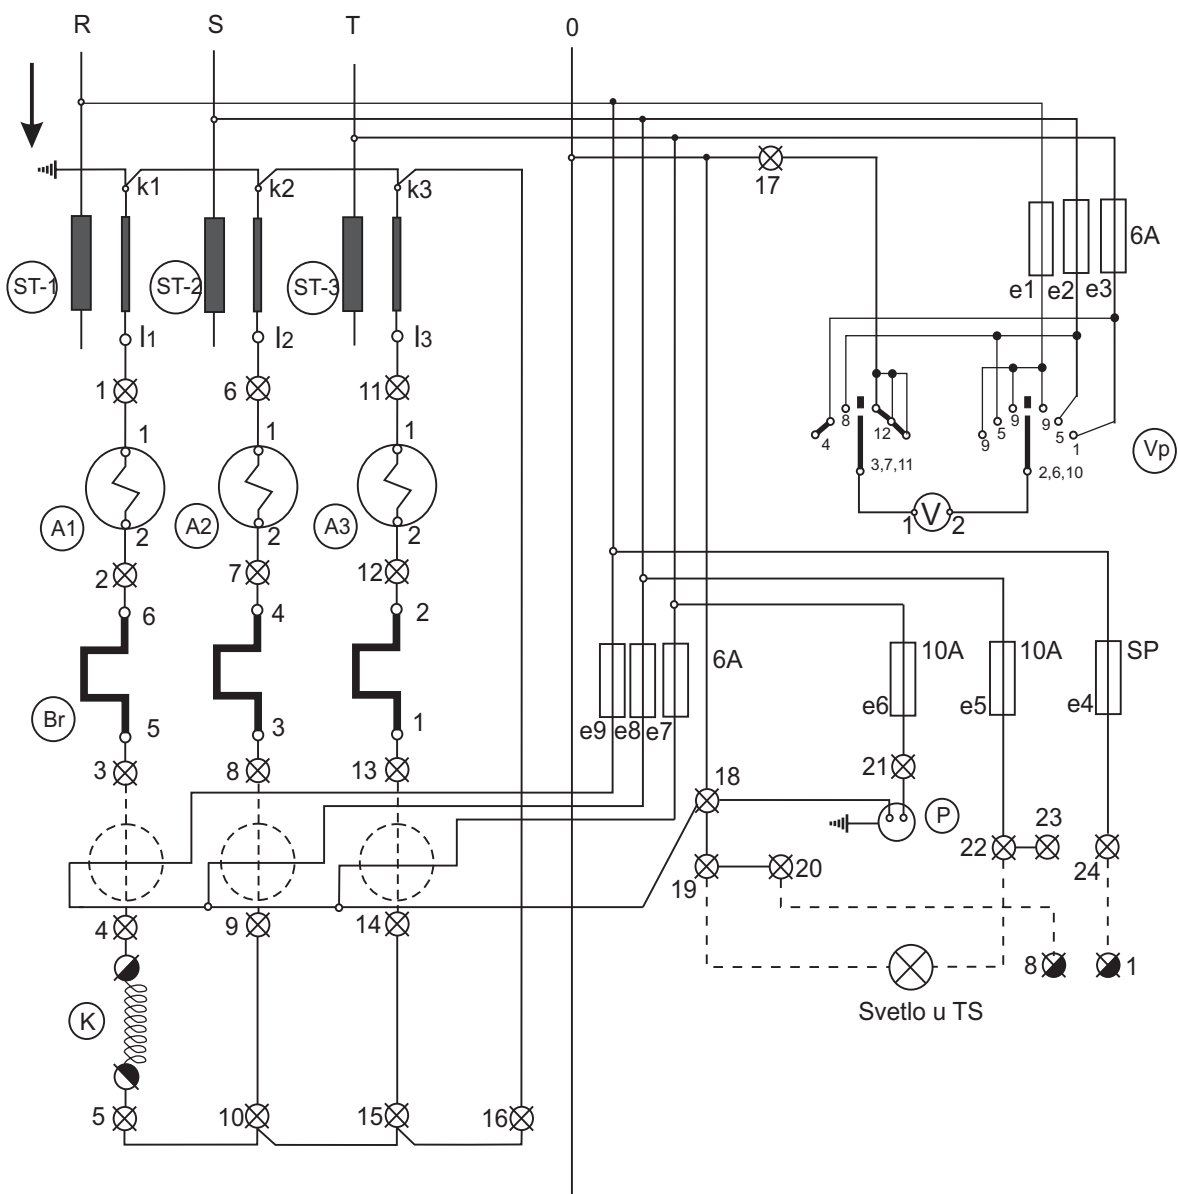 R S T 0
k1 k2 k3
17
6A
ST-1 ST-2 ST-3
e1 e2 e3
l1 l2 l3
1 6 11
1 1 1
4 8 12 9 5 9 9 5 1
Vp
3,7,11 2,6,10
A1 A2 A3
2 2 2
1 V 2
2 7 12
6 4 2
6A 10A 10A SP
Br
5 3 1
e9 e8 e7 e6 e5 e4
3 8 13 18 21
P
23
22
19 20 24
4 9 14
8 1
K
Svetlo u TS
5 10 15 16